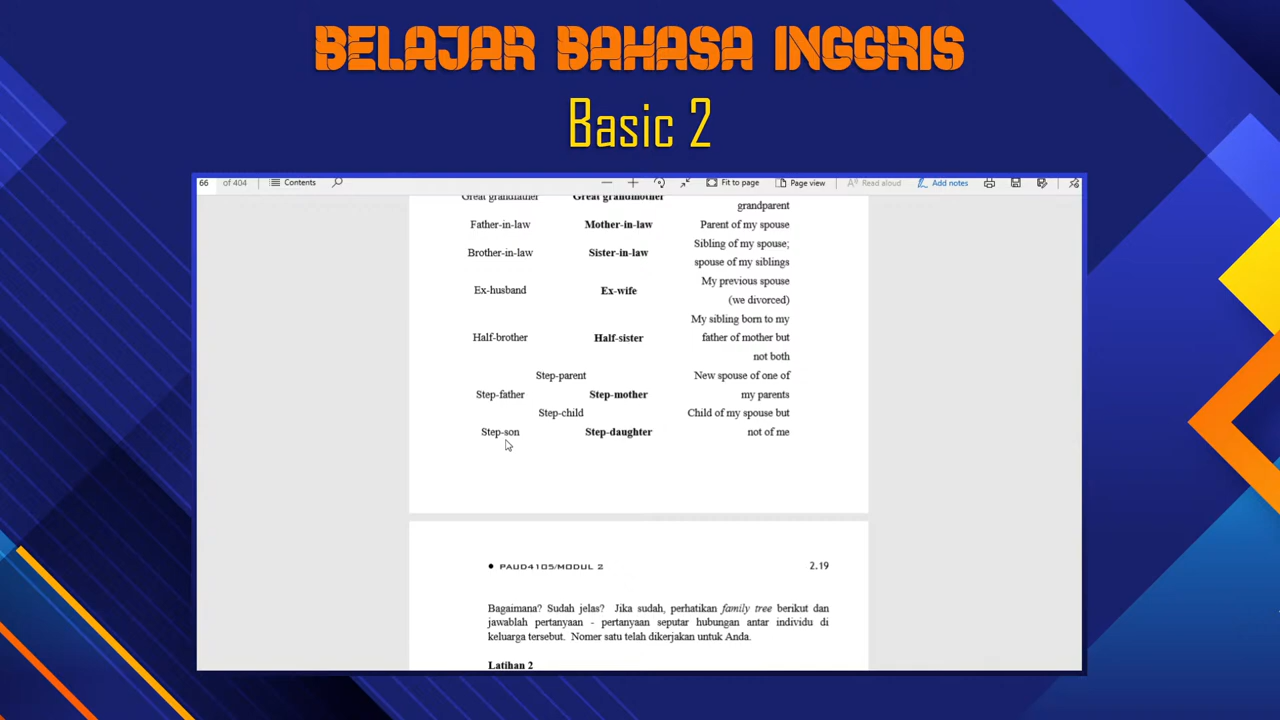 BELAJAR BAHASA INGGRIS
Basic 2
66 of 404 Contents Fit to page Page view Read aloud Add notes
Great grandfather Great grandmother
grandparent
Father-in-law Mother-in-law Parent of my spouse
Sibling of my spouse;
Brother-in-law Sister-in-law
spouse of my siblings
My previous spouse
Ex-husband Ex-wife
(we divorced)
My sibling born to my
Half-brother Half-sister father of mother but
not both
Step-parent New spouse of one of
Step-father Step-mother my parents
Step-child Child of my spouse but
Step-son Step-daughter not of me
● PAUD4105/MODUL 2 2.19
Bagaimana? Sudah jelas? Jika sudah, perhatikan family tree berikut dan
jawablah pertanyaan - pertanyaan seputar hubungan antar individu di
keluarga tersebut. Nomer satu telah dikerjakan untuk Anda.
Latihan 2